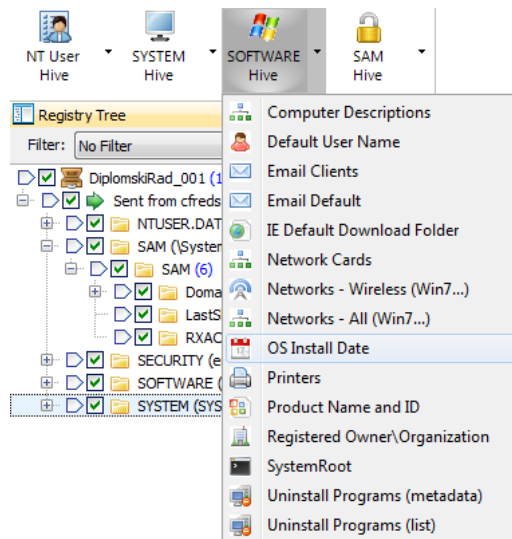 NT User Hive
SYSTEM Hive
SOFTWARE Hive
SAM Hive
Registry Tree
Filter: No Filter
DiplomskiRad_001 (1
Sent from cfreds
NTUSER.DAT
SAM (\System
SAM (6)
Doma
LastS
RXAC
SECURITY (e
SOFTWARE (
SYSTEM (SYS
Computer Descriptions
Default User Name
Email Clients
Email Default
IE Default Download Folder
Network Cards
Networks - Wireless (Win7...)
Networks - All (Win7...)
OS Install Date
Printers
Product Name and ID
Registered Owner\Organization
SystemRoot
Uninstall Programs (metadata)
Uninstall Programs (list)